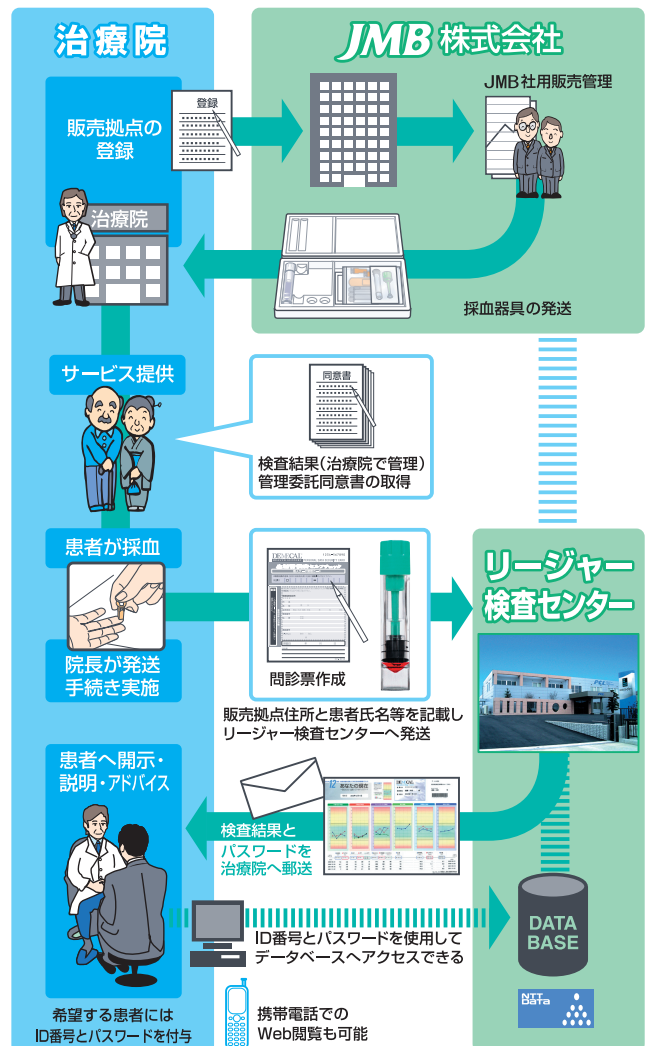 治療院
JMB 株式会社
販売拠点の
登録
登録
JMB社用販売管理
治療院
採血器具の発送
サービス提供
同意書
検査結果(治療院で管理)
管理委託同意書の取得
患者が採血
院長が発送
手続き実施
DEMECAL
問診票作成
リージャー
検査センター
販売拠点住所と患者氏名等を記載し
リージャー検査センターへ発送
患者へ開示・
説明・アドバイス
12
あなたの現在
DEMECAL
検査結果と
パスワードを
治療院へ郵送
ID番号とパスワードを使用して
データベースへアクセスできる
DATA
BASE
NTT
DATA
希望する患者には
ID番号とパスワードを付与
携帯電話での
Web閲覧も可能